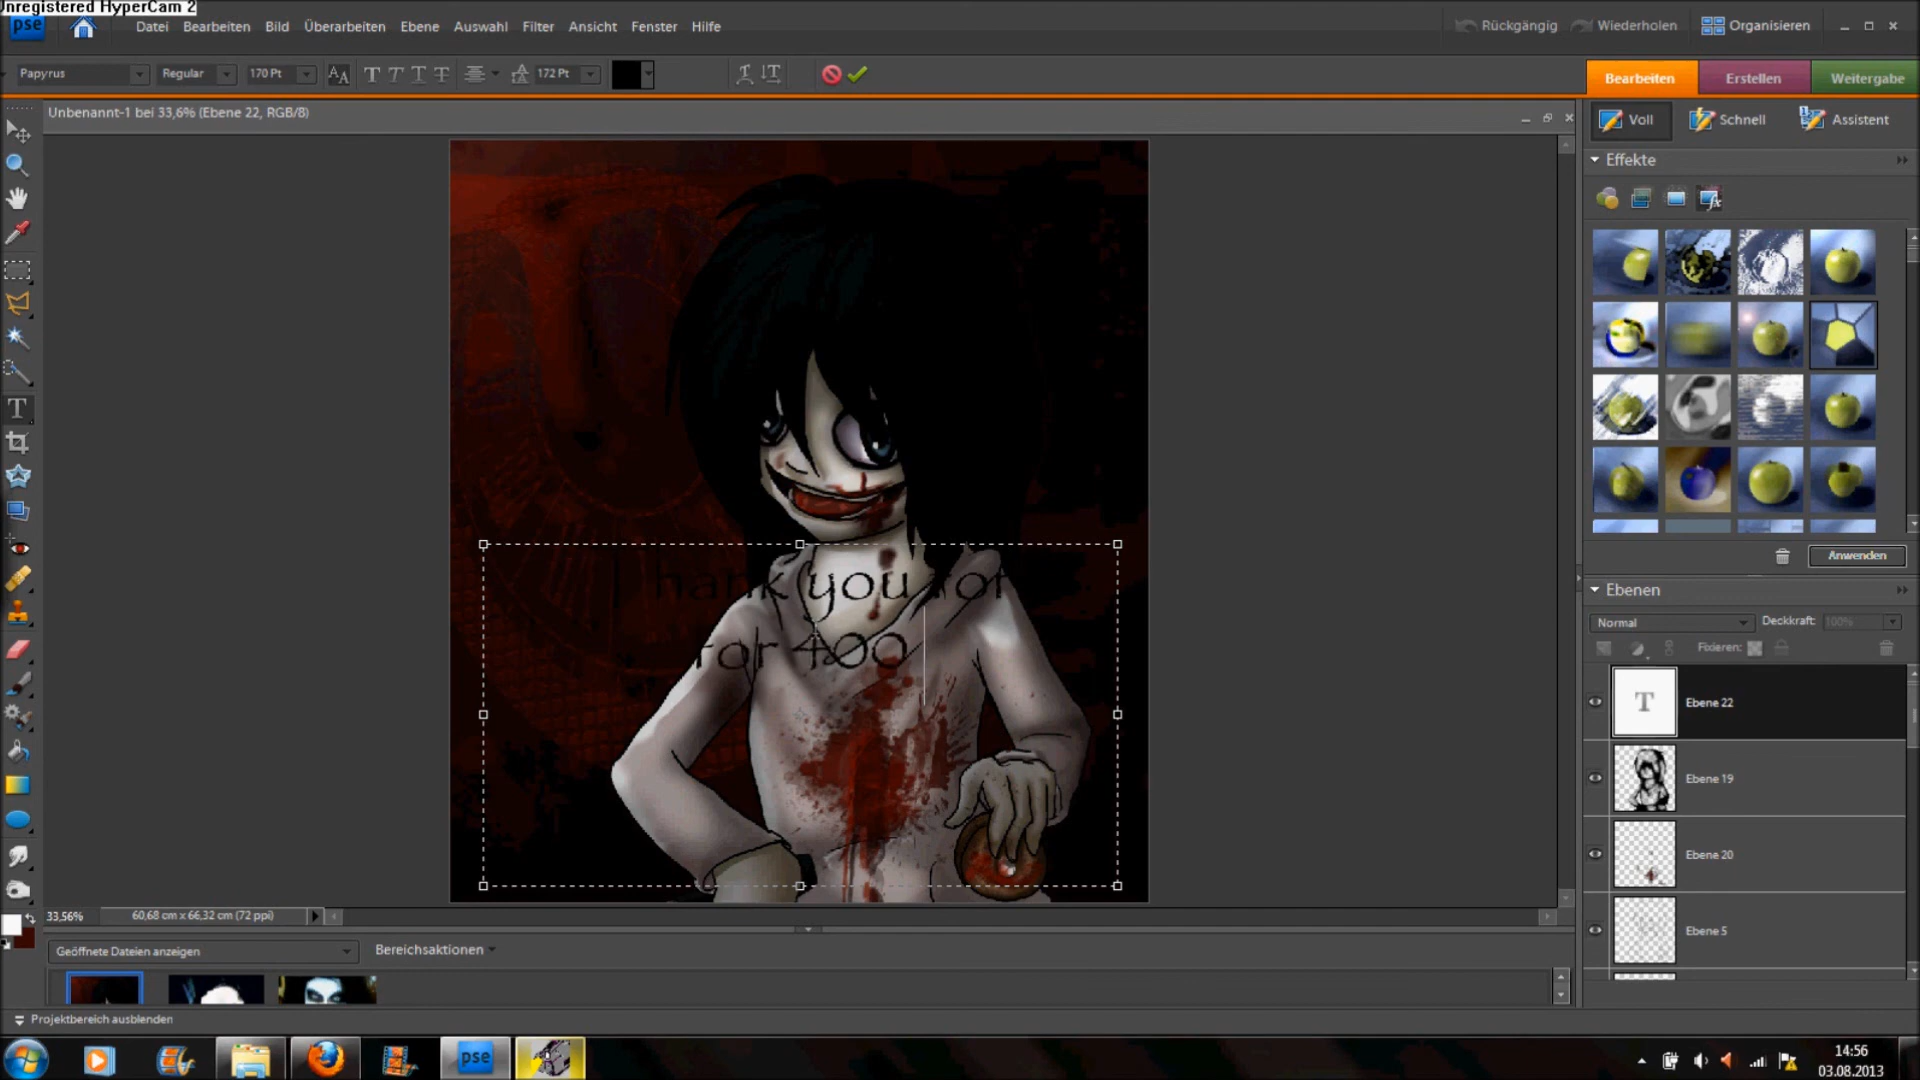 Unregistered HyperCam 2
pse
Datei Bearbeiten Bild Überarbeiten Ebene Auswahl Filter Ansicht Fenster Hilfe
Rückgängig Wiederholen Organisieren
Papyrus Regular 170 Pt 172 Pt
Bearbeiten Erstellen Weitergabe
Unbenannt-1 bei 33,6% (Ebene 22, RGB/8)
Voll Schnell Assistent
Effekte
Anwenden
Thank you for
for 400
Ebenen
Normal Deckkraft: 100%
Fixieren:
Ebene 22
Ebene 19
Ebene 20
Ebene 5
33,56% 60,68 cm x 66,32 cm (72 ppi)
Geöffnete Dateien anzeigen Bereichsaktionen
Projektbereich ausblenden
pse
14:56
03.08.2013